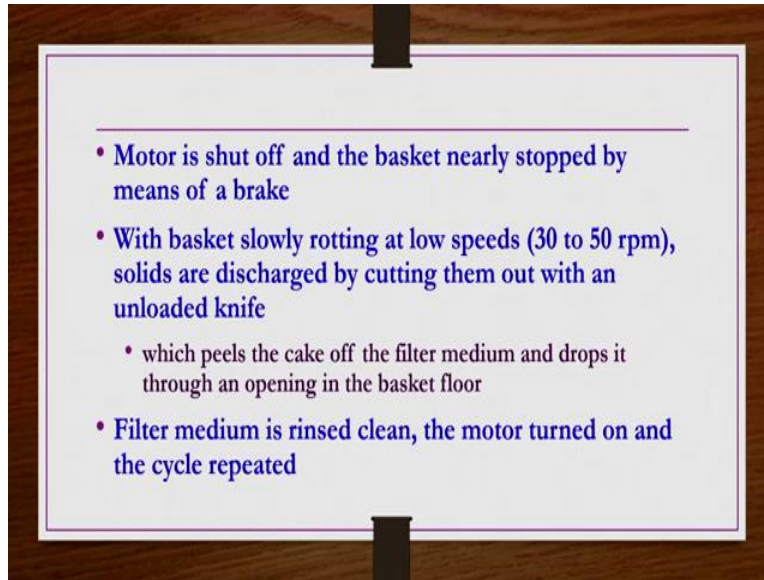 • Motor is shut off and the basket nearly stopped by
means of a brake
• With basket slowly rotting at low speeds (30 to 50 rpm),
solids are discharged by cutting them out with an
unloaded knife
• which peels the cake off the filter medium and drops it
through an opening in the basket floor
• Filter medium is rinsed clean, the motor turned on and
the cycle repeated